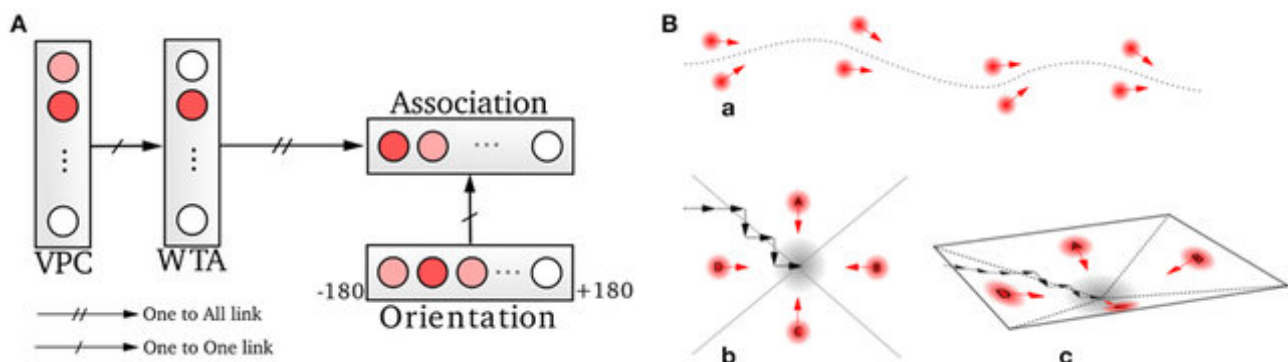 A
VPC
WTA
Association
-180
+180
Orientation
One to All link
One to One link
B
a
A
D
B
C
b
A
B
D
c